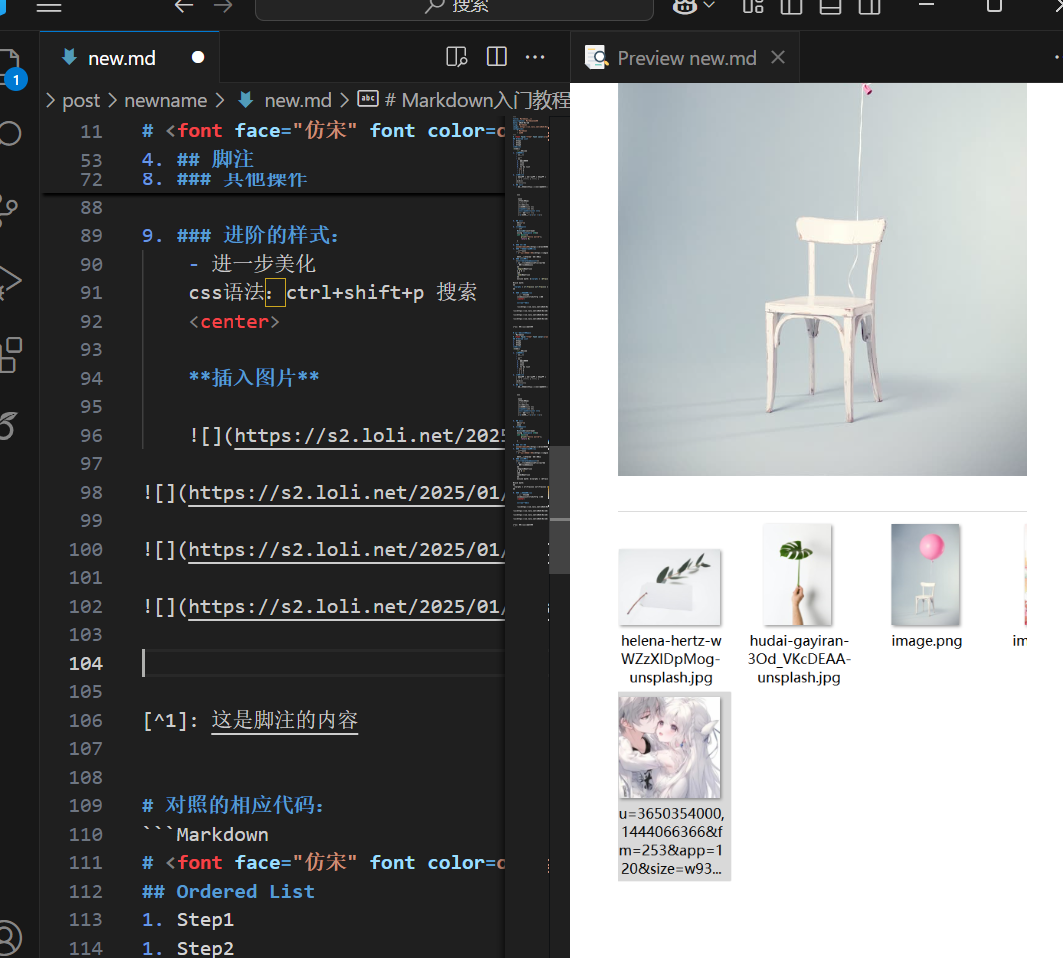 搜索
1
new.md
Preview new.md
post
newname
new.md
abc
# Markdown入门教程
11 # <font face="仿宋" font color=
53 4. ## 脚注
72 8. ### 其他操作
88
89 9. ### 进阶的样式:
90 - 进一步美化
91 css语法：ctrl+shift+p 搜索
92 <center>
93
94 **插入图片**
95
96 ![](https://s2.loli.net/2025
97
98 ![](https://s2.loli.net/2025/01/
99
100 ![](https://s2.loli.net/2025/01/
101
102 ![](https://s2.loli.net/2025/01/
103
104
105
106 [^1]: 这是脚注的内容
107
108
109 # 对照的相应代码:
110 ```Markdown
111 # <font face="仿宋" font color=
112 ## Ordered List
113 1. Step1
114 1. Step2
helena-hertz-w
WZzXIDpMog-
unsplash.jpg
hudai-gayiran-
3Od_VKcDEAA-
unsplash.jpg
image.png
im
u=3650354000,
1444066366&f
m=253&app=1
20&size=w93...